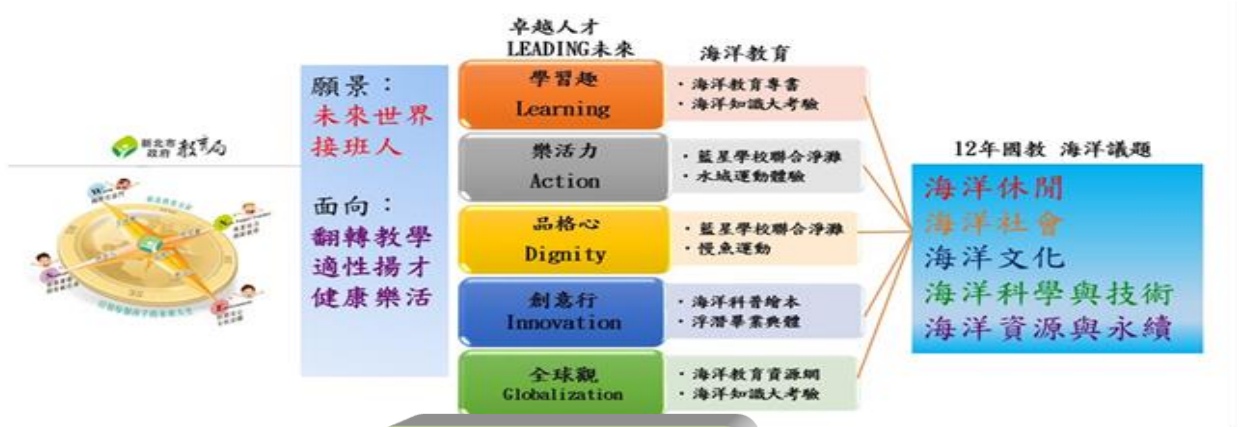 新北市
政府 教育局
願景：
未來世界
接班人
面向：
翻轉教學
適性揚才
健康樂活
卓越人才
LEADING未來
學習趣
Learning
樂活力
Action
品格心
Dignity
創意行
Innovation
全球觀
Globalization
海洋教育
・海洋教育專書
・海洋知識大考驗
・藍星學校聯合淨灘
・水域運動體驗
・藍星學校聯合淨灘
・慢魚運動
・海洋科普繪本
・浮潛畢業典體
・海洋教育資源網
・海洋知識大考驗
12年國教 海洋議題
海洋休閒
海洋社會
海洋文化
海洋科學與技術
海洋資源與永續